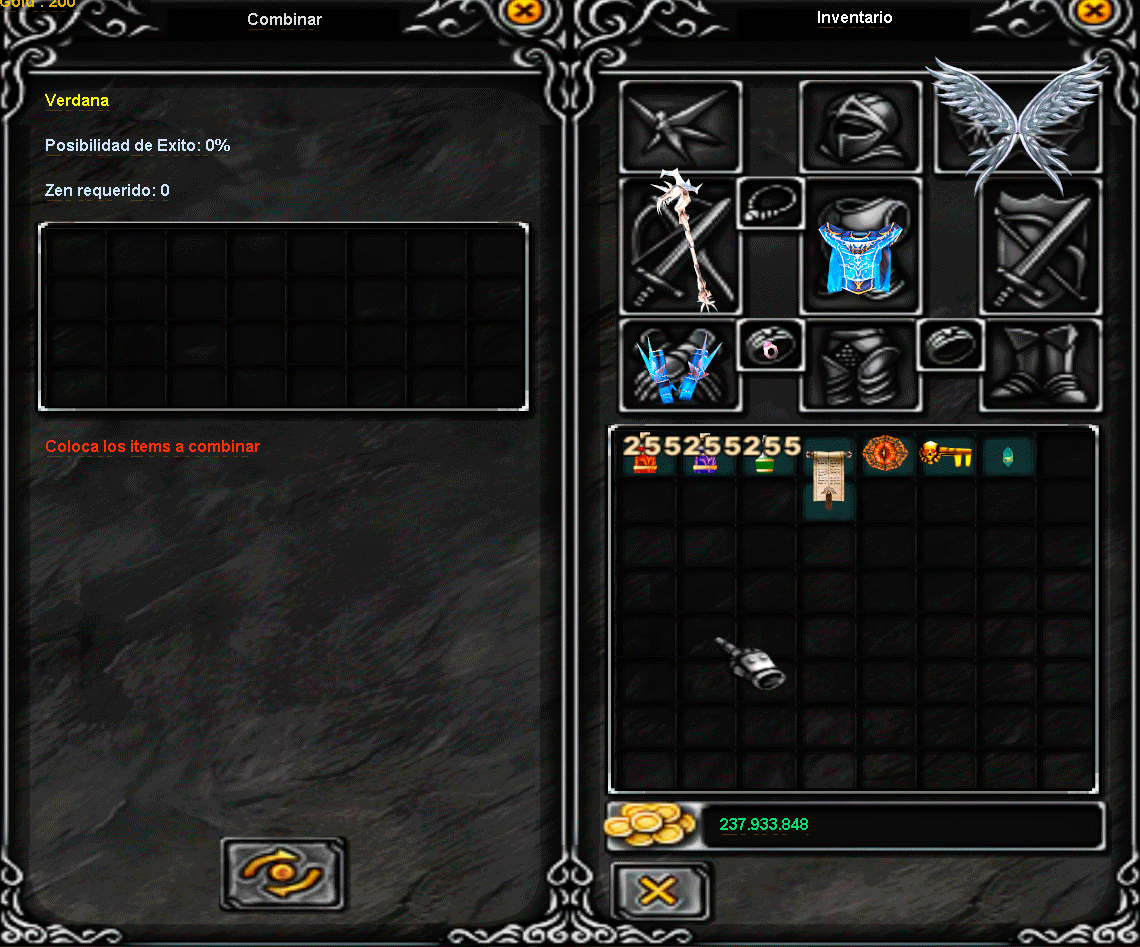 Gold : 200
Combinar
Inventario
Verdana
Posibilidad de Exito: 0%
Zen requerido: 0
Coloca los items a combinar
255 255 255
237.933.848